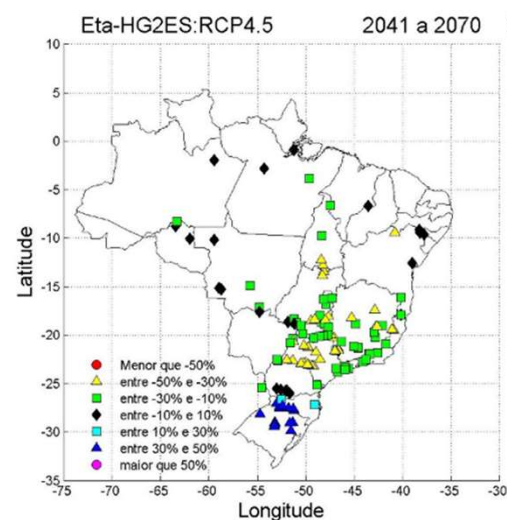 Eta-HG2ES:RCP4.5 2041 a 2070
10
5
0
-5
-10
-15
-20
-25
-30
-35
Latitude
Menor que -50%
entre -50% e -30%
entre -30% e -10%
entre -10% e 10%
entre 10% e 30%
entre 30% e 50%
maior que 50%
-75 -70 -65 -60 -55 -50 -45 -40 -35 -30
Longitude